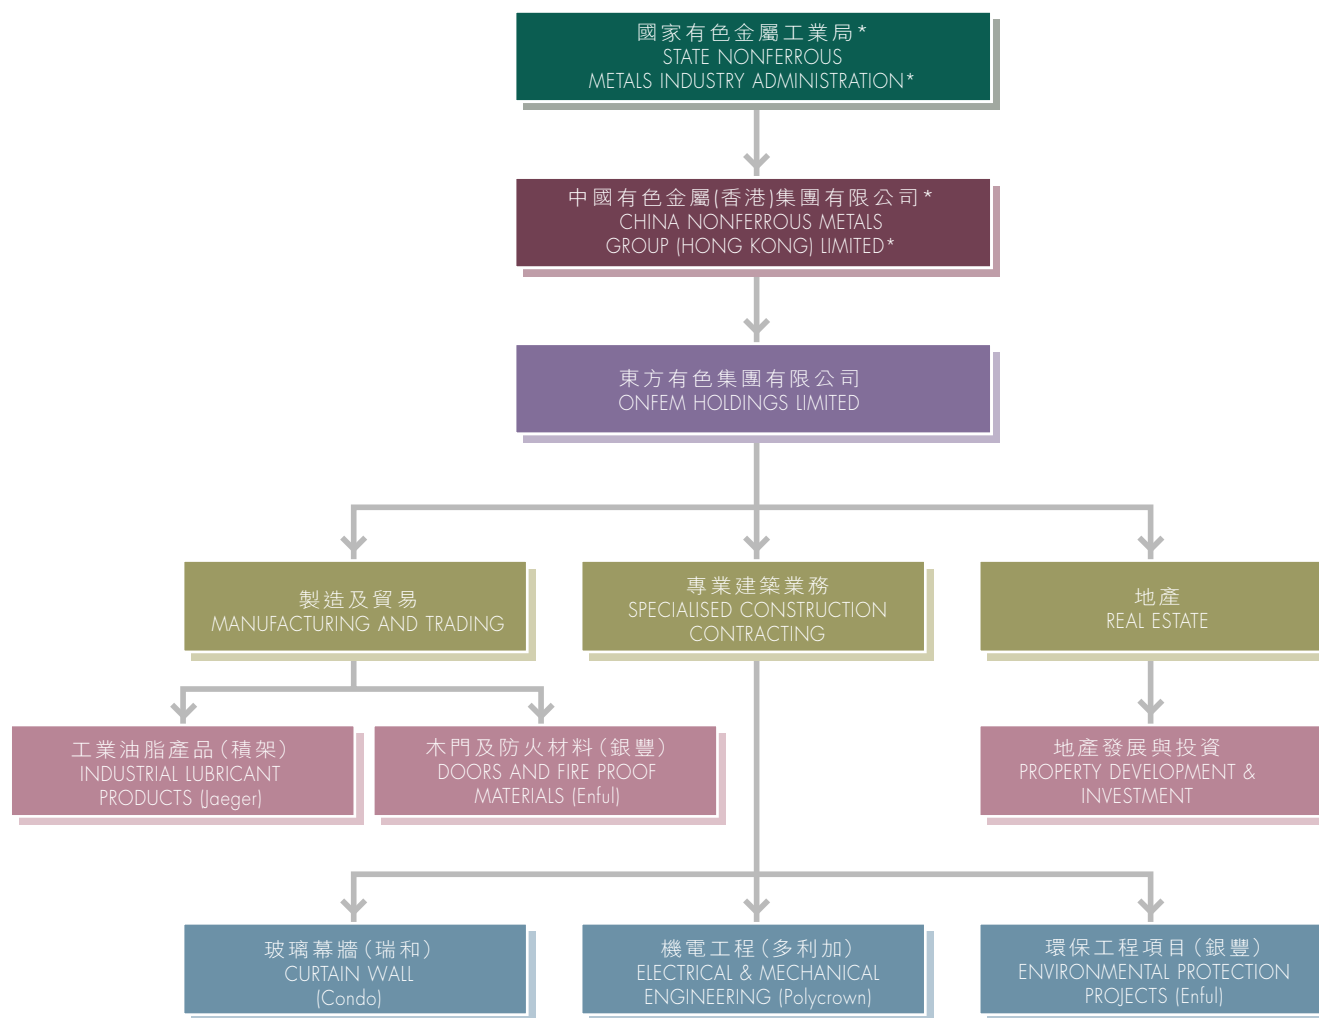 國家有色金屬工業局*
STATE NONFERROUS
METALS INDUSTRY ADMINISTRATION*
中國有色金屬(香港)集團有限公司*
CHINA NONFERROUS METALS
GROUP (HONG KONG) LIMITED*
東方有色集團有限公司
ONFEM HOLDINGS LIMITED
製造及貿易
MANUFACTURING AND TRADING
專業建築業務
SPECIALISED CONSTRUCTION
CONTRACTING
地產
REAL ESTATE
工業油脂產品(積架)
INDUSTRIAL LUBRICANT
PRODUCTS (Jaeger)
木門及防火材料(銀豐)
DOORS AND FIRE PROOF
MATERIALS (Enful)
地產發展與投資
PROPERTY DEVELOPMENT &
INVESTMENT
玻璃幕牆(瑞和)
CURTAIN WALL
(Condo)
機電工程(多利加)
ELECTRICAL & MECHANICAL
ENGINEERING (Polycrown)
環保工程項目(銀豐)
ENVIRONMENTAL PROTECTION
PROJECTS (Enful)